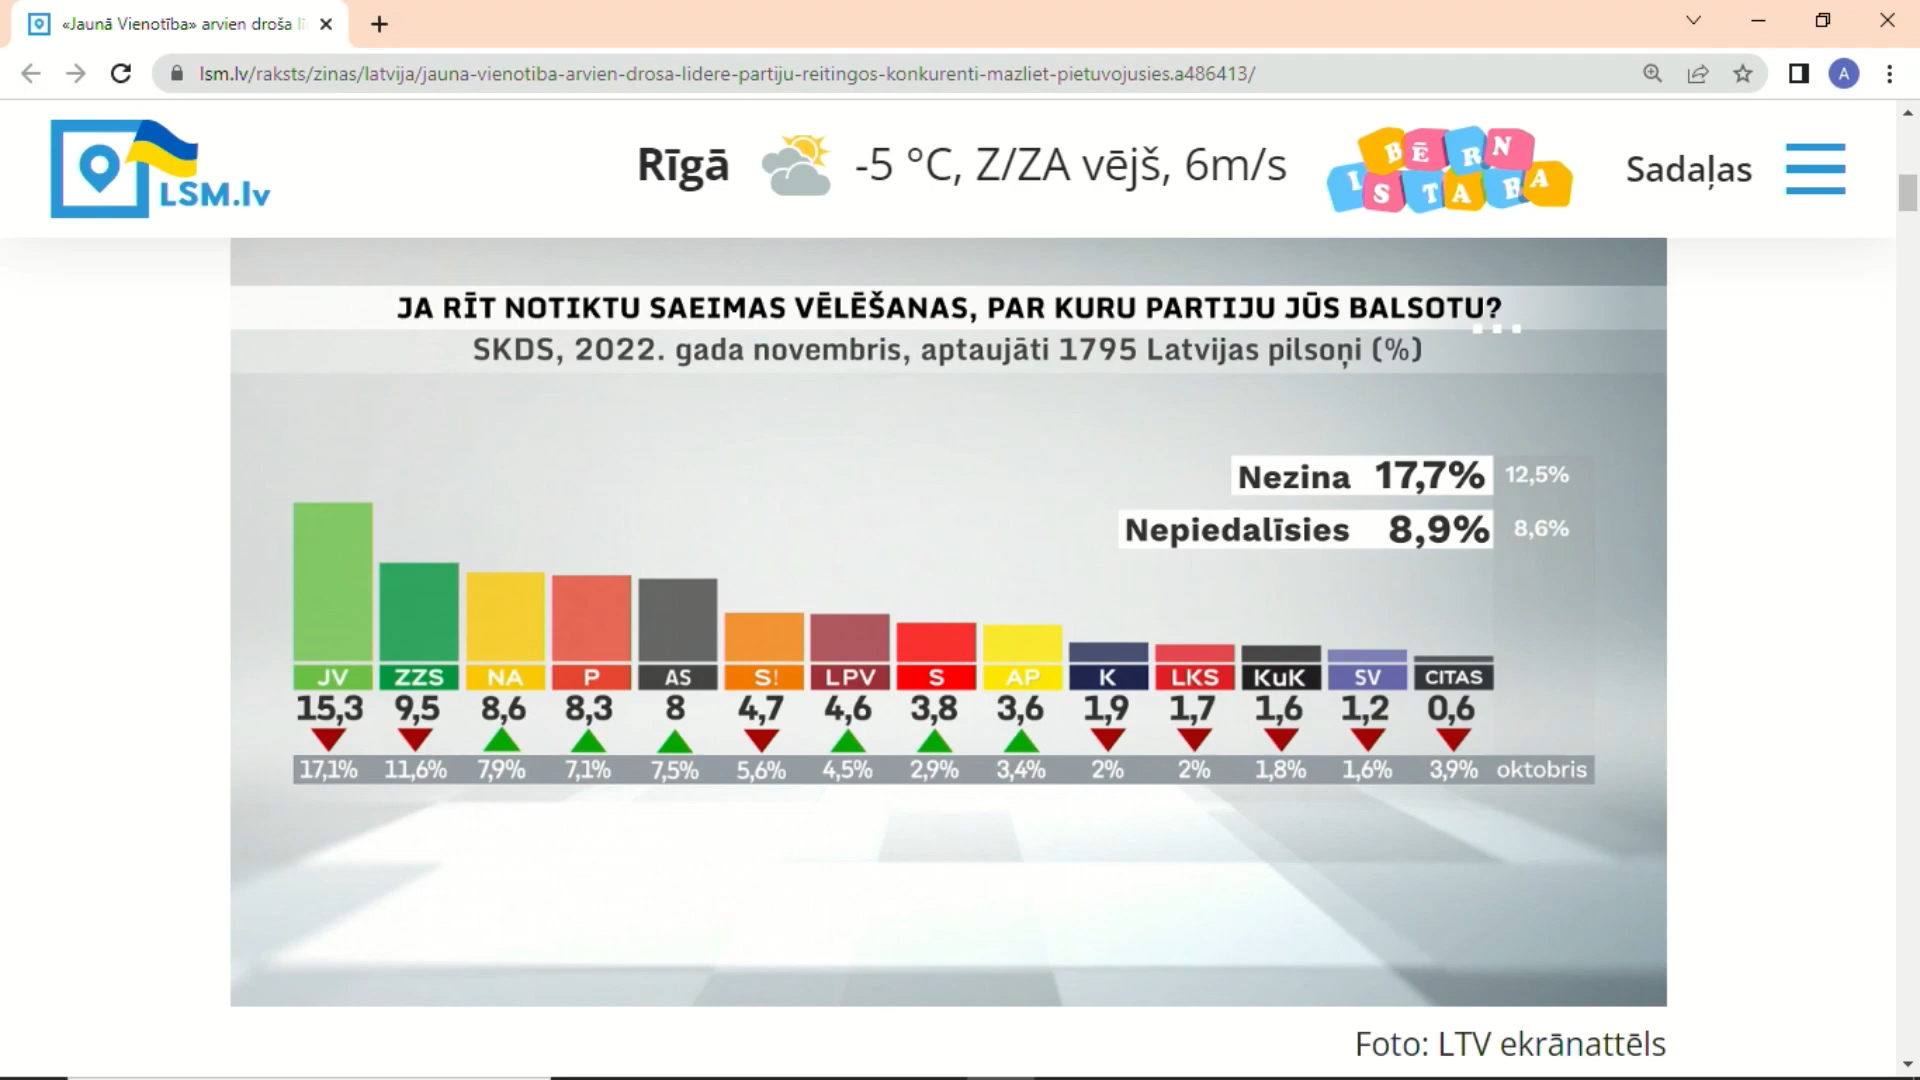 «Jaunā Vienotība» arvien droša lī
lsm.lv/raksts/zinas/latvija/jauna-vienotiba-arvien-drosa-lidere-partiju-reitingos-konkurenti-mazliet-pietuvojusies.a486413/
A
LSM.lv
Rīgā -5 °C, Z/ZA vējš, 6m/s
BĒRN
ISTABA
Sadaļas
JA RĪT NOTIKTU SAEIMAS VĒLĒŠANAS, PAR KURU PARTIJU JŪS BALSOTU?
SKDS, 2022. gada novembris, aptaujāti 1795 Latvijas pilsoņi (%)
Nezina 17,7% 12,5%
Nepiedalīsies 8,9% 8,6%
JV ZZS NA P AS S! LPV S AP K LKS KuK SV CITAS
15,3 9,5 8,6 8,3 8 4,7 4,6 3,8 3,6 1,9 1,7 1,6 1,2 0,6
17,1% 11,6% 7,9% 7,1% 7,5% 5,6% 4,5% 2,9% 3,4% 2% 2% 1,8% 1,6% 3,9% oktobris
Foto: LTV ekrānattēls